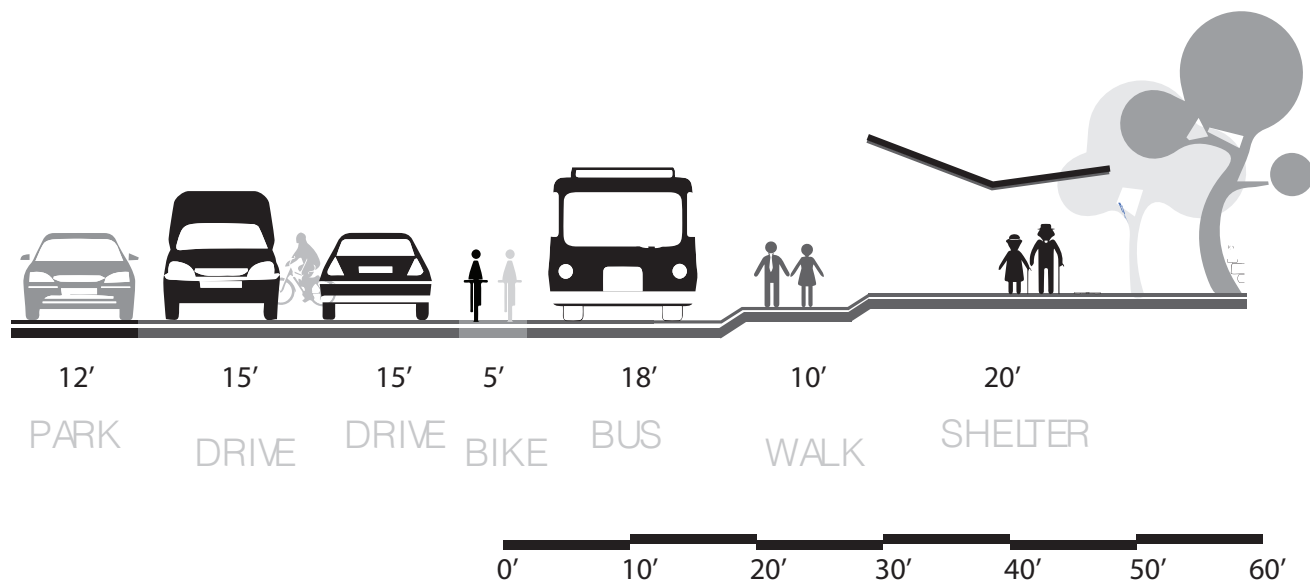 12’ 15’ 15’ 5’ 18’ 10’ 20’
PARK DRIVE DRIVE BIKE BUS WALK SHELTER
0’ 10’ 20’ 30’ 40’ 50’ 60’